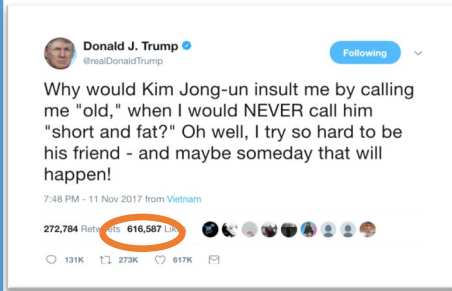 Donald J. Trump
@realDonaldTrump
Following
Why would Kim Jong-un insult me by calling
me "old," when I would NEVER call him
"short and fat?" Oh well, I try so hard to be
his friend - and maybe someday that will
happen!
7:48 PM - 11 Nov 2017 from Vietnam
272,784 Retweets 616,587 Likes
131K 273K 617K